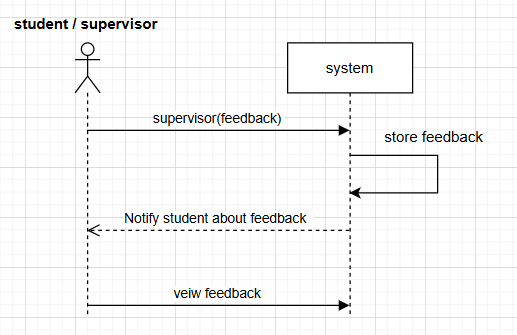 student / supervisor
system
supervisor(feedback)
store feedback
Notify student about feedback
veiw feedback